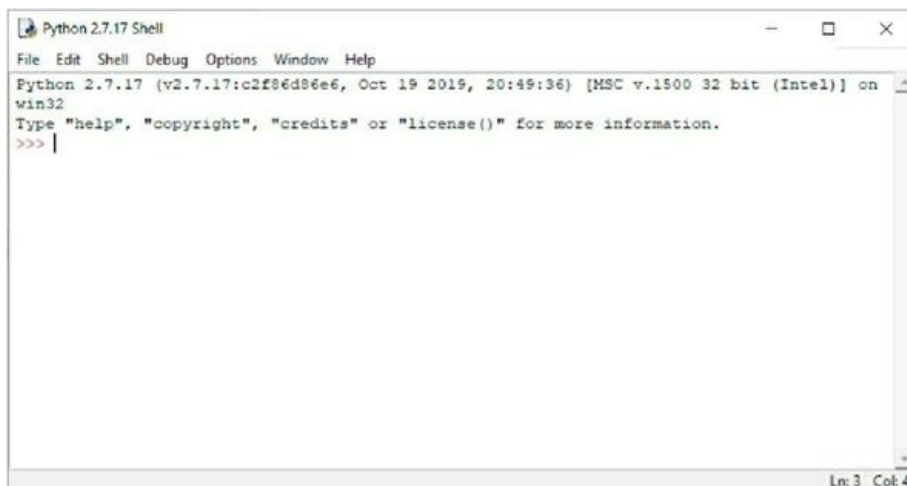 Python 2.7.17 Shell
File Edit Shell Debug Options Window Help
Python 2.7.17 (v2.7.17:c2f86d86e6, Oct 19 2019, 20:49:36) [MSC v.1500 32 bit (Intel)] on
win32
Type "help", "copyright", "credits" or "license()" for more information.
>>>
Ln: 3 Col: 4